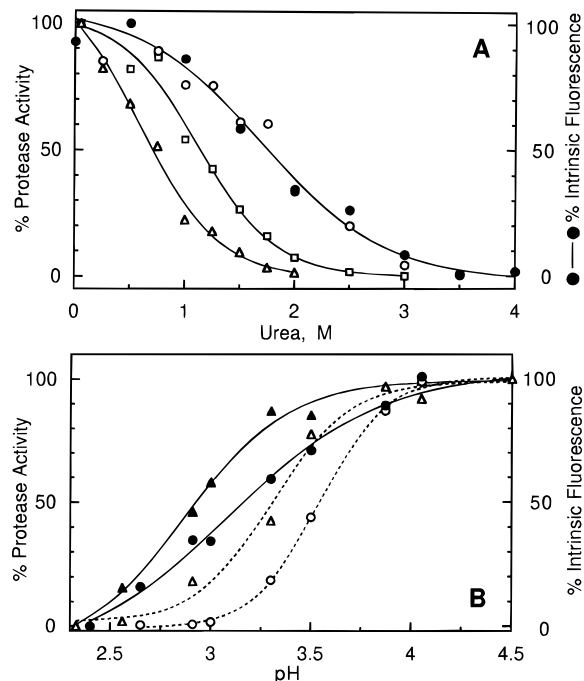 A
100
50
0
% Protease Activity
100
50
0
% Intrinsic Fluorescence
0
1
2
3
4
Urea, M
B
100
50
0
% Protease Activity
100
50
0
% Intrinsic Fluorescence
2.5
3
3.5
4
4.5
pH